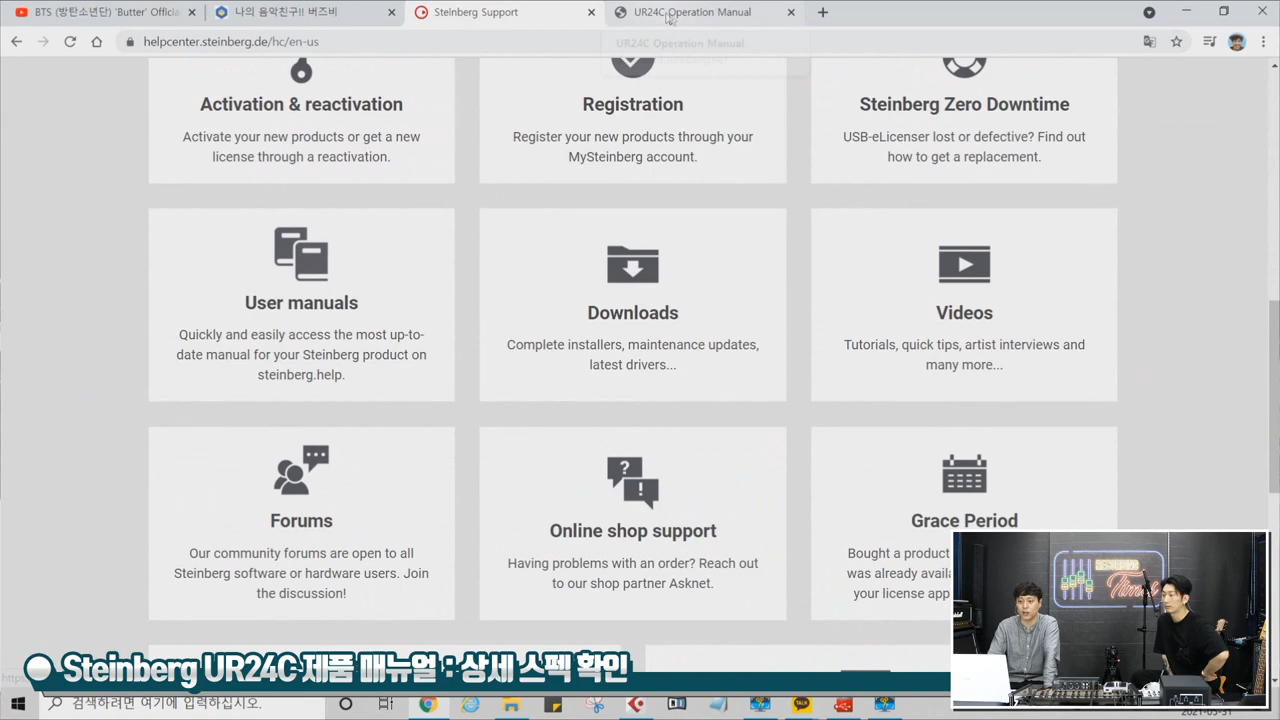 BTS (방탄소년단) 'Butter' Officia
나의 음악친구!! 버즈비
Steinberg Support
UR24C Operation Manual
helpcenter.steinberg.de/hc/en-us
UR24C Operation Manual
Activation & reactivation
Activate your new products or get a new
license through a reactivation.
Registration
Register your new products through your
MySteinberg account.
Steinberg Zero Downtime
USB-eLicenser lost or defective? Find out
how to get a replacement.
User manuals
Quickly and easily access the most up-to-
date manual for your Steinberg product on
steinberg.help.
Downloads
Complete installers, maintenance updates,
latest drivers...
Videos
Tutorials, quick tips, artist interviews and
many more...
Forums
Our community forums are open to all
Steinberg software or hardware users. Join
the discussion!
Online shop support
Having problems with an order? Reach out
to our shop partner Asknet.
Grace Period
Bought a product
was already avail
your license app
Time
Steinberg UR24C 제품 매뉴얼 : 상세 스펙 확인
검색하려면 여기에 입력하십시오.
TALK
2021-05-31